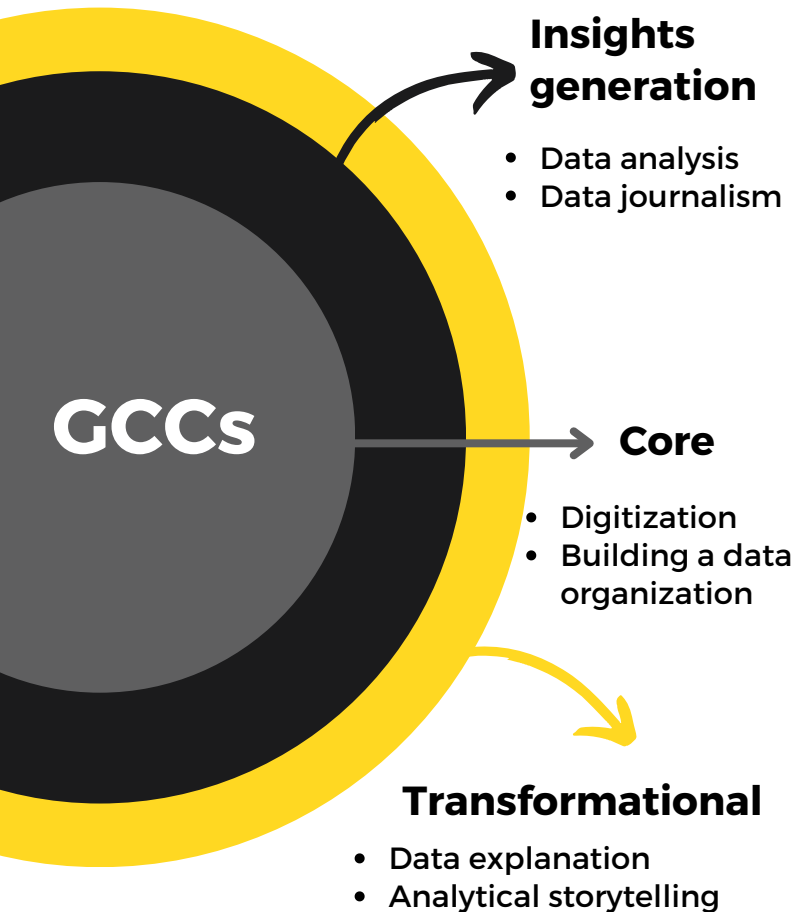 Insights
generation
• Data analysis
• Data journalism
GCCs
Core
• Digitization
• Building a data
organization
Transformational
• Data explanation
• Analytical storytelling